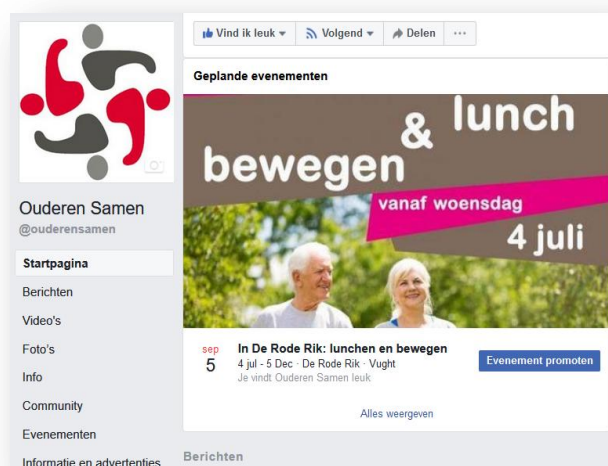 Vind ik leuk
Volgend
Delen
Geplande evenementen
bewegen & lunch
vanaf woensdag
4 juli
Ouderen Samen
@ouderensamen
Startpagina
Berichten
Video's
Foto's
Info
Community
Evenementen
Informatie en advertenties
sep
5
In De Rode Rik: lunchen en bewegen
4 jul - 5 Dec · De Rode Rik · Vught
Je vindt Ouderen Samen leuk
Evenement promoten
Alles weergeven
Berichten